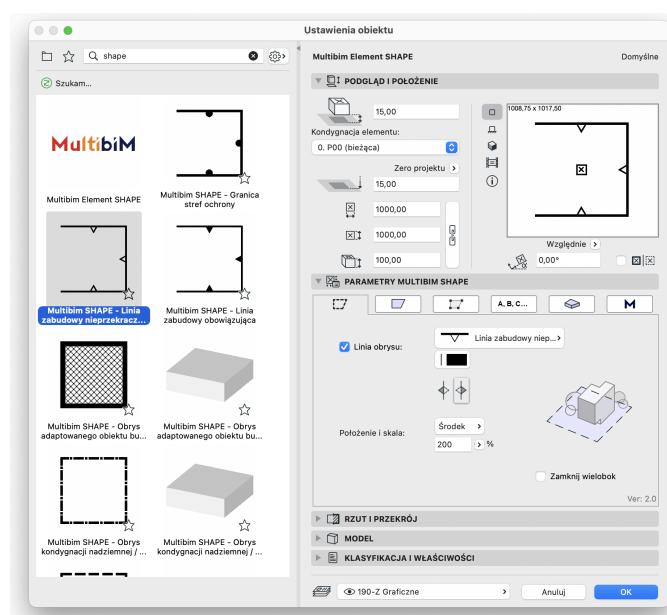 Ustawienia obiektu
shape
Szukam...
MultibiM
Multibim Element SHAPE
Multibim SHAPE - Granica
stref ochrony
Multibim SHAPE - Linia
zabudowy nieprzekracz...
Multibim SHAPE - Linia
zabudowy obowiązująca
Multibim SHAPE - Obrys
adaptowanego obiektu bu...
Multibim SHAPE - Obrys
adaptowanego obiektu bu...
Multibim SHAPE - Obrys
kondygnacji nadziemnej / ...
Multibim SHAPE - Obrys
kondygnacji nadziemnej / ...
Multibim Element SHAPE
Domyślne
PODGLĄD I POŁOŻENIE
15,00
Kondygnacja elementu:
0. P00 (bieżąca)
Zero projektu
15,00
1000,00
1000,00
100,00
1008,75 x 1017,50
Względnie
0,00°
PARAMETRY MULTIBIM SHAPE
A, B, C...
M
Linia obrysu:
Linia zabudowy niep...
Położenie i skala:
Środek
200
%
Zamknij wielobok
Ver: 2.0
RZUT I PRZEKRÓJ
MODEL
KLASYFIKACJA I WŁAŚCIWOŚCI
190-Z Graficzne
Anuluj
OK